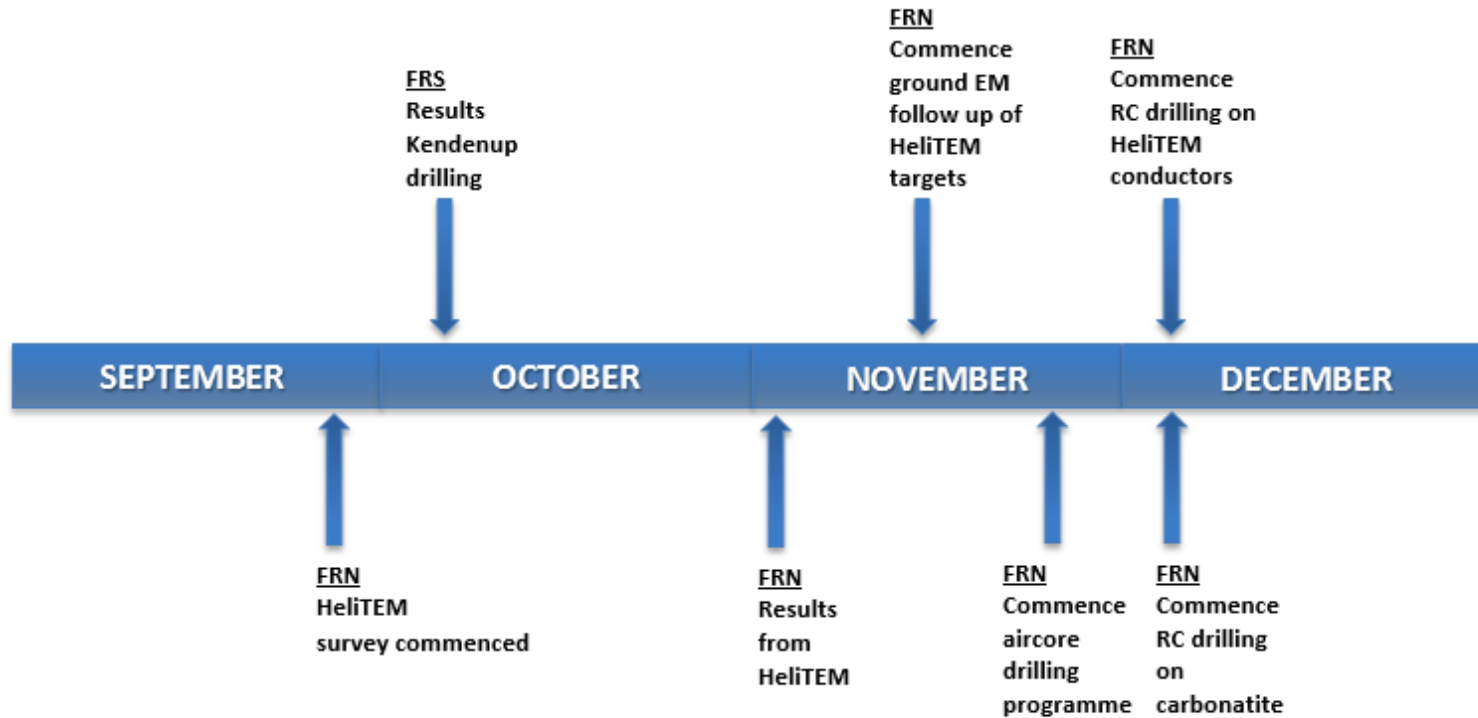 FRS
Results
Kendenup
drilling
FRN
Commence
ground EM
follow up of
HeliTEM
targets
FRN
Commence
RC drilling on
HeliTEM
conductors
SEPTEMBER
OCTOBER
NOVEMBER
DECEMBER
FRN
HeliTEM
survey commenced
FRN
Results
from
HeliTEM
FRN
Commence
aircore
drilling
programme
FRN
Commence
RC drilling
on
carbonatite